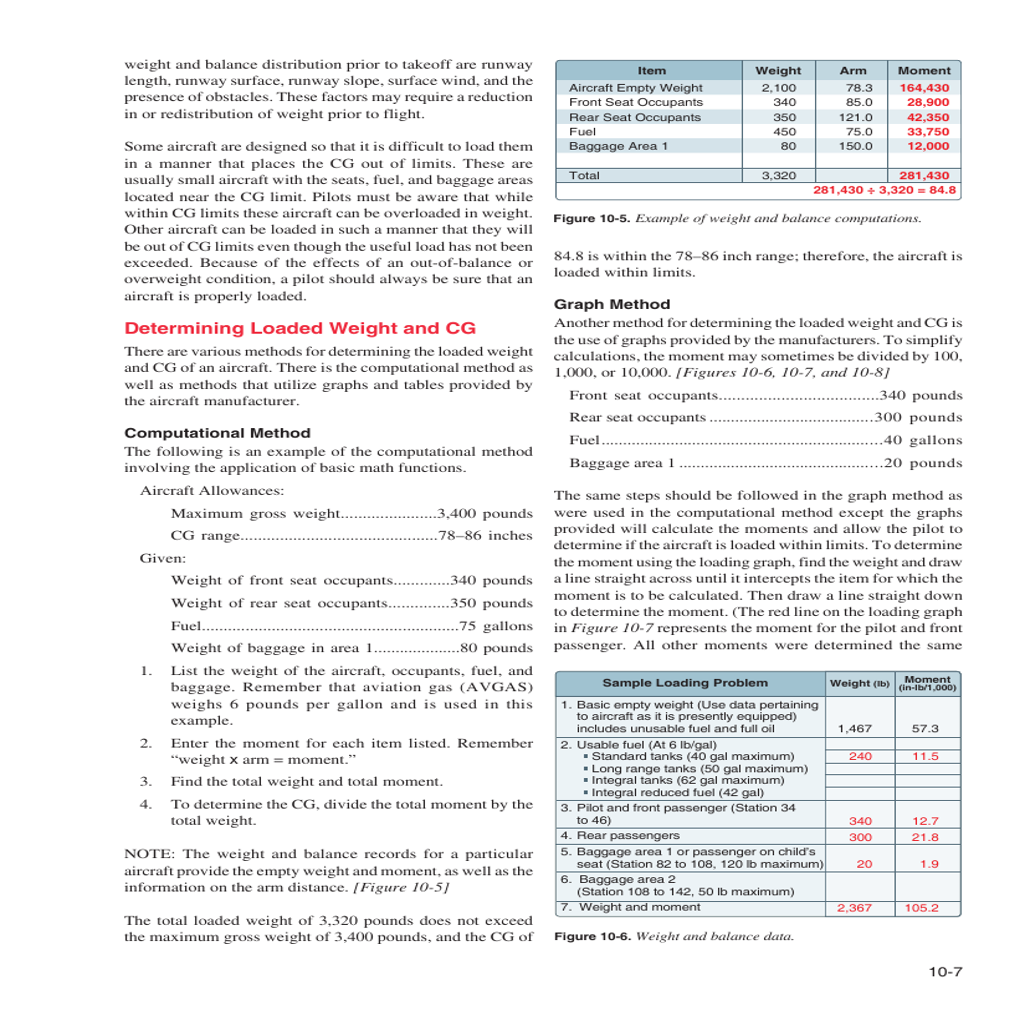 weight and balance distribution prior to takeoff are runway
length, runway surface, runway slope, surface wind, and the
presence of obstacles. These factors may require a reduction
in or redistribution of weight prior to flight.
Some aircraft are designed so that it is difficult to load them
in a manner that places the CG out of limits. These are
usually small aircraft with the seats, fuel, and baggage areas
located near the CG limit. Pilots must be aware that while
within CG limits these aircraft can be overloaded in weight.
Other aircraft can be loaded in such a manner that they will
be out of CG limits even though the useful load has not been
exceeded. Because of the effects of an out-of-balance or
overweight condition, a pilot should always be sure that an
aircraft is properly loaded.
Determining Loaded Weight and CG
There are various methods for determining the loaded weight
and CG of an aircraft. There is the computational method as
well as methods that utilize graphs and tables provided by
the aircraft manufacturer.
Computational Method
The following is an example of the computational method
involving the application of basic math functions.
Aircraft Allowances:
Maximum gross weight......................3,400 pounds
CG range.............................................78–86 inches
Given:
Weight of front seat occupants.............340 pounds
Weight of rear seat occupants..............350 pounds
Fuel..........................................................75 gallons
Weight of baggage in area 1....................80 pounds
1. List the weight of the aircraft, occupants, fuel, and
baggage. Remember that aviation gas (AVGAS)
weighs 6 pounds per gallon and is used in this
example.
2. Enter the moment for each item listed. Remember
“weight x arm = moment.”
3. Find the total weight and total moment.
4. To determine the CG, divide the total moment by the
total weight.
NOTE: The weight and balance records for a particular
aircraft provide the empty weight and moment, as well as the
information on the arm distance. [Figure 10-5]
The total loaded weight of 3,320 pounds does not exceed
the maximum gross weight of 3,400 pounds, and the CG of
Item Weight Arm Moment
Aircraft Empty Weight 2,100 78.3 164,430
Front Seat Occupants 340 85.0 28,900
Rear Seat Occupants 350 121.0 42,350
Fuel 450 75.0 33,750
Baggage Area 1 80 150.0 12,000
Total 3,320 281,430
281,430 ÷ 3,320 = 84.8
Figure 10-5. Example of weight and balance computations.
84.8 is within the 78–86 inch range; therefore, the aircraft is
loaded within limits.
Graph Method
Another method for determining the loaded weight and CG is
the use of graphs provided by the manufacturers. To simplify
calculations, the moment may sometimes be divided by 100,
1,000, or 10,000. [Figures 10-6, 10-7, and 10-8]
Front seat occupants....................................340 pounds
Rear seat occupants ........................................300 pounds
Fuel.................................................................40 gallons
Baggage area 1 ...............................................20 pounds
The same steps should be followed in the graph method as
were used in the computational method except the graphs
provided will calculate the moments and allow the pilot to
determine if the aircraft is loaded within limits. To determine
the moment using the loading graph, find the weight and draw
a line straight across until it intercepts the item for which the
moment is to be calculated. Then draw a line straight down
to determine the moment. (The red line on the loading graph
in Figure 10-7 represents the moment for the pilot and front
passenger. All other moments were determined the same
Sample Loading Problem Weight (lb) Moment
(in-lb/1,000)
1. Basic empty weight (Use data pertaining
to aircraft as it is presently equipped)
includes unusable fuel and full oil 1,467 57.3
2. Usable fuel (At 6 lb/gal)
▪ Standard tanks (40 gal maximum) 240 11.5
▪ Long range tanks (50 gal maximum)
▪ Integral tanks (62 gal maximum)
▪ Integral reduced fuel (42 gal)
3. Pilot and front passenger (Station 34
to 46) 340 12.7
4. Rear passengers 300 21.8
5. Baggage area 1 or passenger on child’s
seat (Station 82 to 108, 120 lb maximum) 20 1.9
6. Baggage area 2
(Station 108 to 142, 50 lb maximum)
7. Weight and moment 2,367 105.2
Figure 10-6. Weight and balance data.
10-7